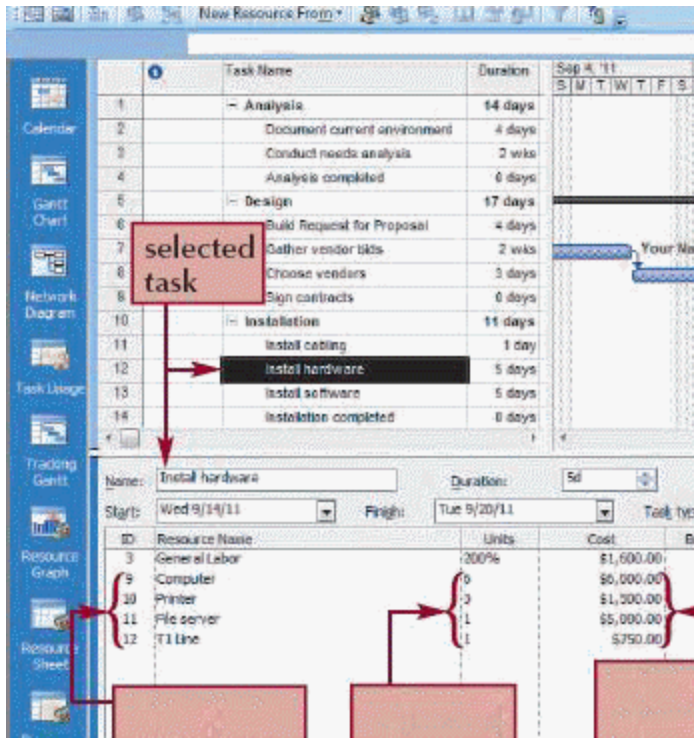 New Resource From
Task Name Duration Sep 4, '11
S M T W T F S
1 Analysis 14 days
2 Document current environment 4 days
3 Conduct needs analysis 2 wks
4 Analysis completed 0 days
5 Design 17 days
6 Build Request for Proposal 4 days
7 Gather vendor bids 2 wks Your Na
8 Choose vendors 3 days
9 Sign contracts 0 days
10 Installation 11 days
11 Install cabling 1 day
12 Install hardware 5 days
13 Install software 5 days
14 Installation completed 0 days
selected
task
Calendar
Gantt
Chart
Network
Diagram
Task Usage
Tracking
Gantt
Resource
Graph
Resource
Sheet
Name: Install hardware Duration: 5d
Start: Wed 9/14/11 Finish: Tue 9/20/11 Task typ
ID Resource Name Units Cost B
3 General Labor 200% $1,600.00
9 Computer 6 $6,000.00
10 Printer 3 $1,500.00
11 File server 1 $5,000.00
12 T1 Line 1 $750.00